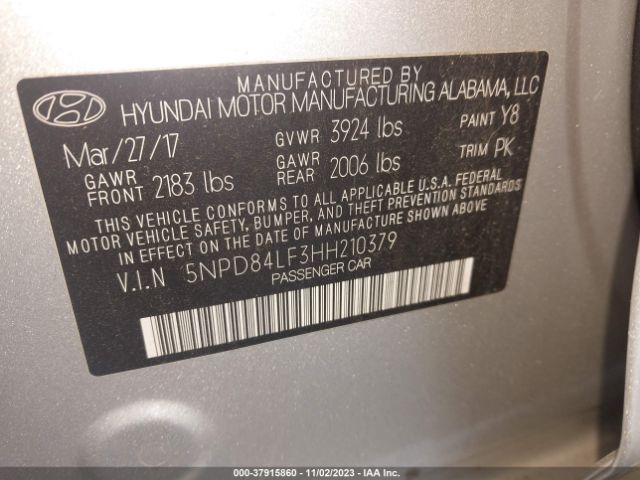 MANUFACTURED BY
HYUNDAI MOTOR MANUFACTURING ALABAMA, LLC
Mar/27/17 GVWR 3924 lbs PAINT Y8
GAWR FRONT 2183 lbs GAWR REAR 2006 lbs TRIM PK
THIS VEHICLE CONFORMS TO ALL APPLICABLE U.S.A. FEDERAL
MOTOR VEHICLE SAFETY, BUMPER, AND THEFT PREVENTION STANDARDS
IN EFFECT ON THE DATE OF MANUFACTURE SHOWN ABOVE.
V.I.N 5NPD84LF3HH210379
PASSENGER CAR
000-37915860 - 11/02/2023 - IAA Inc.